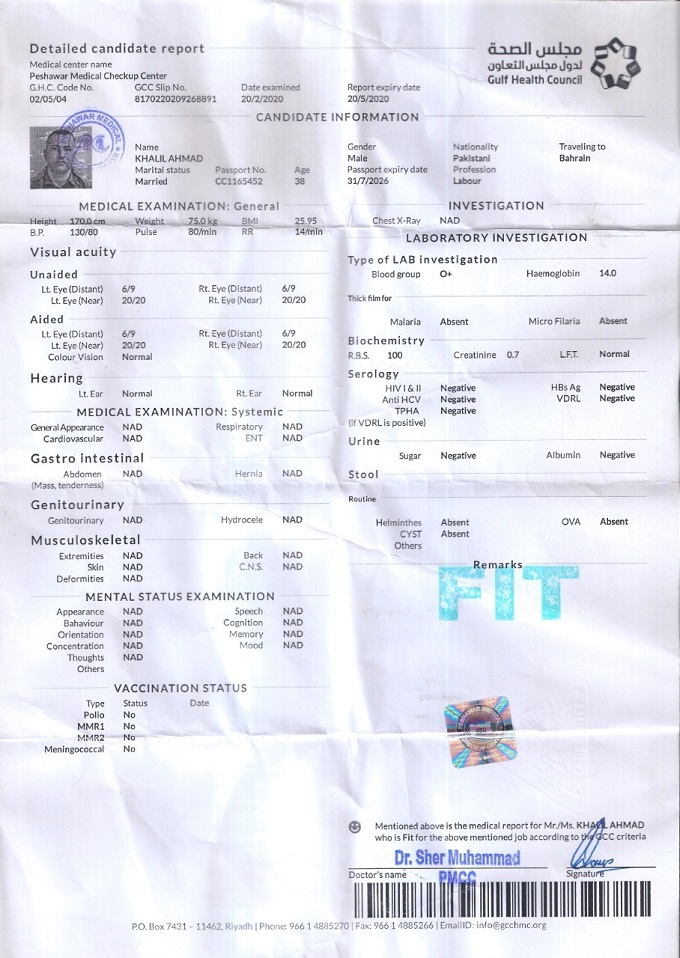 Detailed candidate report
Medical center name
Peshawar Medical Checkup Center
G.H.C. Code No. GCC Slip No. Date examined Report expiry date
02/05/04 8170220209268891 20/2/2020 20/5/2020
مجلس الصحة
لدول مجلس التعاون
Gulf Health Council
CANDIDATE INFORMATION
Name Gender Nationality Traveling to
KHALIL AHMAD Male Pakistani Bahrain
Marital status Passport No. Age Passport expiry date Profession
Married CC1165452 38 31/7/2026 Labour
MEDICAL EXAMINATION: General
Height 170.0 cm Weight 75.0 kg BMI 25.95
B.P. 130/80 Pulse 80/min RR 14/min
Visual acuity
Unaided
Lt. Eye (Distant) 6/9 Rt. Eye (Distant) 6/9
Lt. Eye (Near) 20/20 Rt. Eye (Near) 20/20
Aided
Lt. Eye (Distant) 6/9 Rt. Eye (Distant) 6/9
Lt. Eye (Near) 20/20 Rt. Eye (Near) 20/20
Colour Vision Normal
Hearing
Lt. Ear Normal Rt. Ear Normal
MEDICAL EXAMINATION: Systemic
General Appearance NAD Respiratory NAD
Cardiovascular NAD ENT NAD
Gastro intestinal
Abdomen NAD Hernia NAD
(Mass, tenderness)
Genitourinary
Genitourinary NAD Hydrocele NAD
Musculoskeletal
Extremities NAD Back NAD
Skin NAD C.N.S. NAD
Deformities NAD
MENTAL STATUS EXAMINATION
Appearance NAD Speech NAD
Bahaviour NAD Cognition NAD
Orientation NAD Memory NAD
Concentration NAD Mood NAD
Thoughts NAD
Others
VACCINATION STATUS
Type Status Date
Polio No
MMR1 No
MMR2 No
Meningococcal No
INVESTIGATION
Chest X-Ray NAD
LABORATORY INVESTIGATION
Type of LAB investigation
Blood group O+ Haemoglobin 14.0
Thick film for
Malaria Absent Micro Filaria Absent
Biochemistry
R.B.S. 100 Creatinine 0.7 L.F.T. Normal
Serology
HIV I & II Negative HBs Ag Negative
Anti HCV Negative VDRL Negative
TPHA Negative
(If VDRL is positive)
Urine
Sugar Negative Albumin Negative
Stool
Routine
Helminthes Absent OVA Absent
CYST Absent
Others
Remarks
FIT
Mentioned above is the medical report for Mr./Ms. KHALIL AHMAD
who is Fit for the above mentioned job according to the GCC criteria
Dr. Sher Muhammad
Doctor's name PMCC Signature
P.O. Box 7431 – 11462, Riyadh | Phone: 966 1 4885270 | Fax: 966 1 4885266 | EmailID: info@gcchmc.org